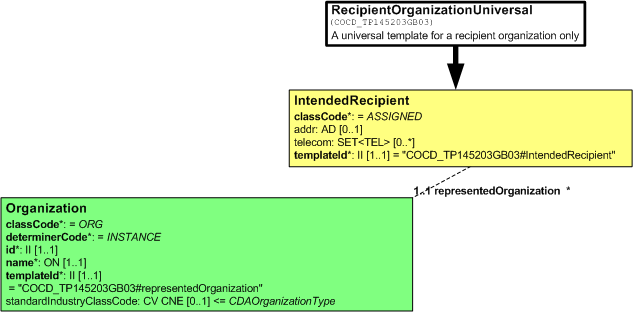 RecipientOrganizationUniversal
(COCD_TP145203GB03)
A universal template for a recipient organization only
IntendedRecipient
classCode*: = ASSIGNED
addr: AD [0..1]
telecom: SET<TEL> [0..*]
templateId*: II [1..1] = "COCD_TP145203GB03#IntendedRecipient"
1..1 representedOrganization *
Organization
classCode*: = ORG
determinerCode*: = INSTANCE
id*: II [1..1]
name*: ON [1..1]
templateId*: II [1..1]
= "COCD_TP145203GB03#representedOrganization"
standardIndustryClassCode: CV CNE [0..1] <= CDAOrganizationType